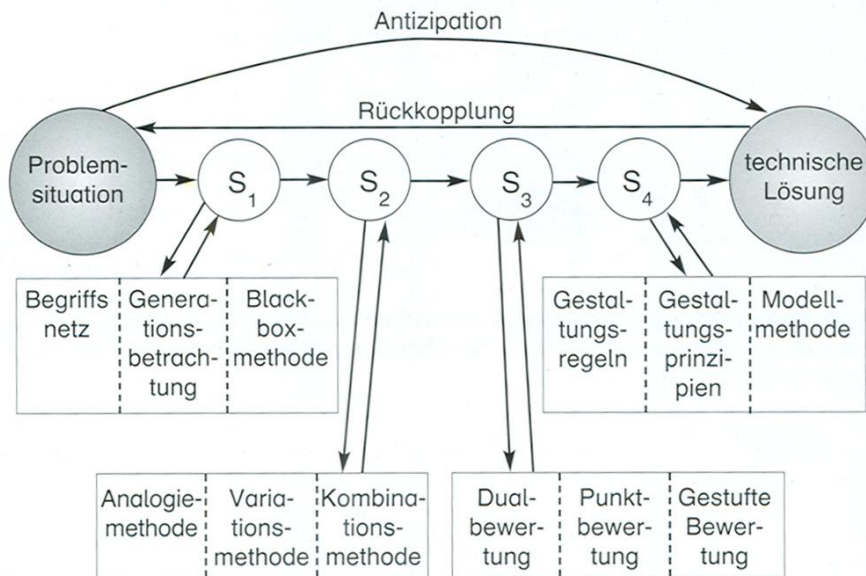 Antizipation
Rückkopplung
Problem-
situation
S1
S2
S3
S4
technische
Lösung
Begriffs
netz
Genera-
tions-
betrach-
tung
Black-
box-
methode
Gestal-
tungs-
regeln
Gestal-
tungs-
prinzi-
pien
Modell-
methode
Analogie-
methode
Varia-
tions-
methode
Kombina-
tions-
methode
Dual-
bewer-
tung
Punkt-
bewer-
tung
Gestufte
Bewer-
tung